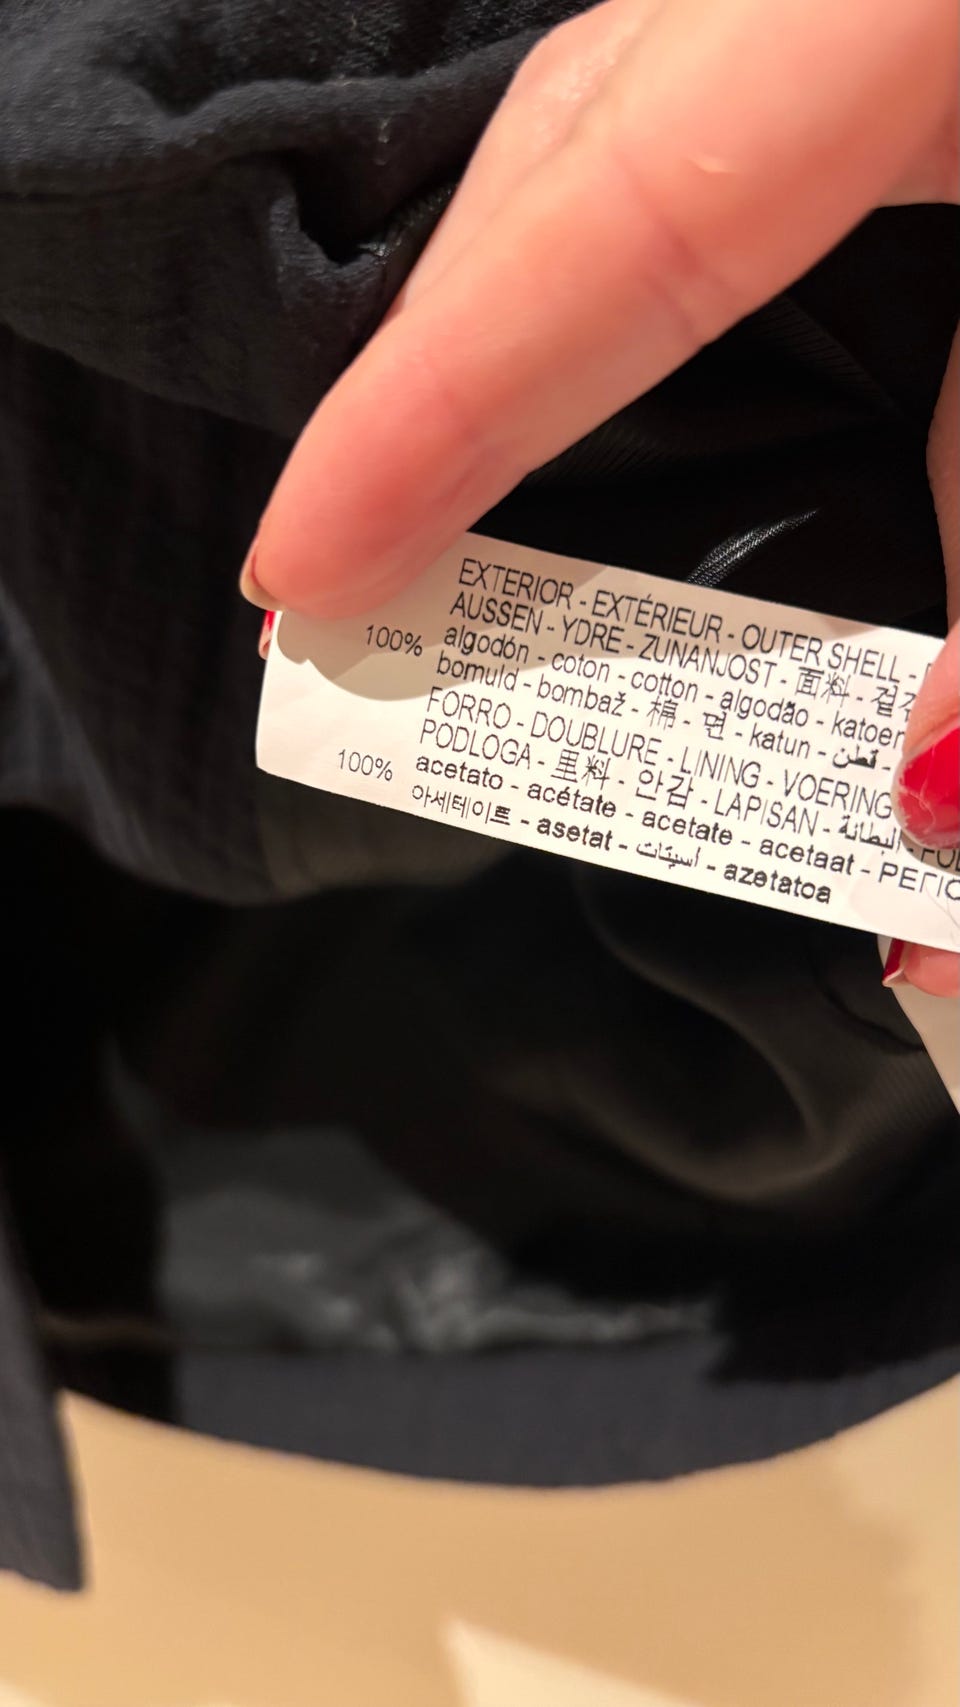 EXTERIOR - EXTÉRIEUR - OUTER SHELL -
AUSSEN - YDRE - ZUNANJOST - 面料 -
100% algodón - coton - cotton - algodão - katoen
bomuld - bombaž - 棉 - 면 - katun - قطن -
FORRO - DOUBLURE - LINING - VOERING
PODLOGA - 里料 - 안감 - LAPISAN - البطانة -
100% acetato - acétate - acetate - acetaat -
아세테이트 - asetat - أسيتات - azetatoa